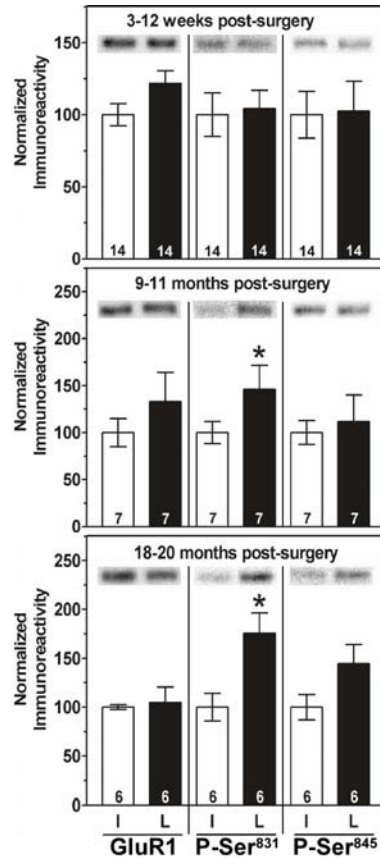 3-12 weeks post-surgery
Normalized
Immunoreactivity
150
100
50
0
14 14 14 14 14 14
9-11 months post-surgery
Normalized
Immunoreactivity
250
200
150
100
50
0
*
7 7 7 7 7 7
18-20 months post-surgery
Normalized
Immunoreactivity
250
200
150
100
50
0
*
6 6 6 6 6 6
I L I L I L
GluR1 P-Ser⁸³¹ P-Ser⁸⁴⁵